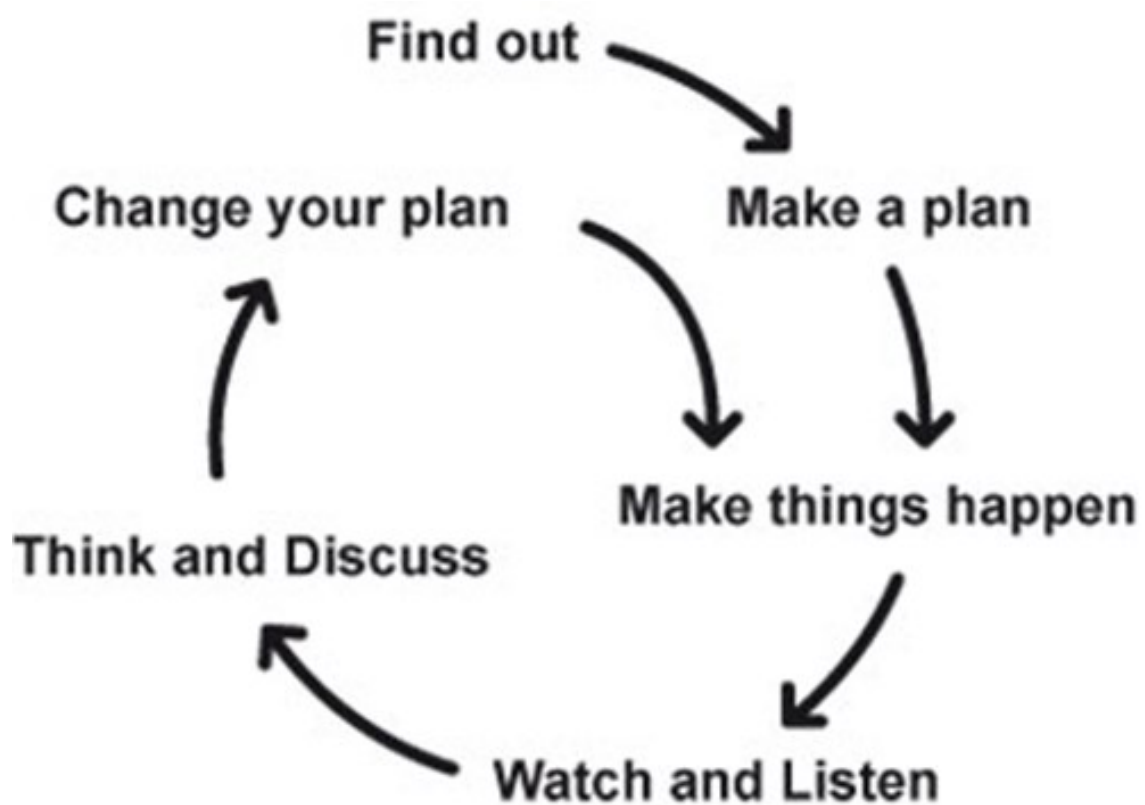 Find out
Change your plan
Make a plan
Make things happen
Think and Discuss
Watch and Listen